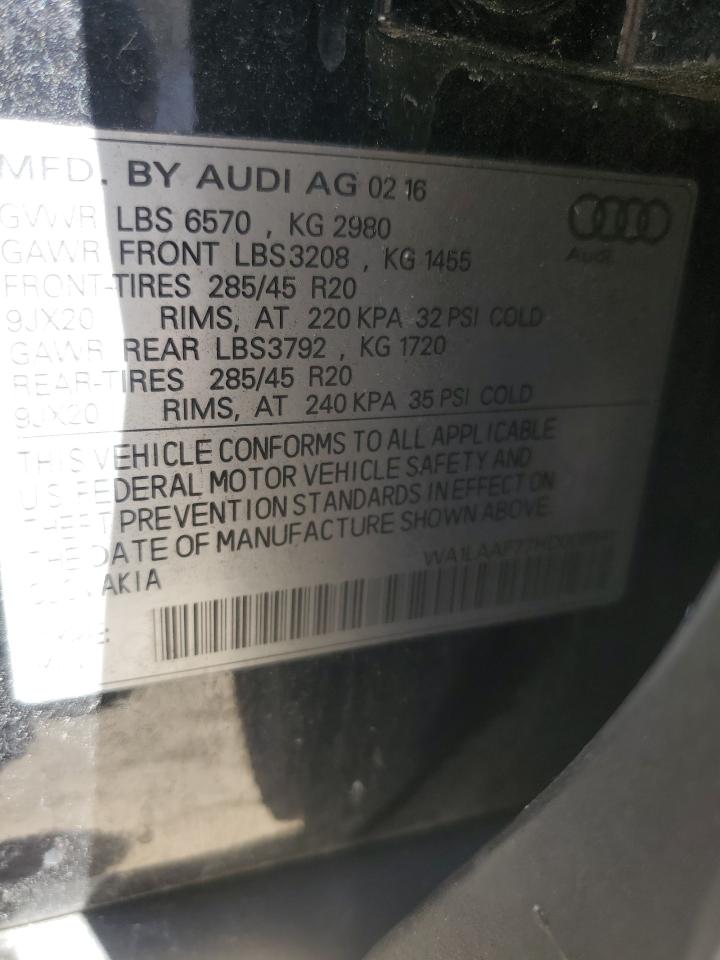 MFD. BY AUDI AG 02 16
GVWR LBS 6570 , KG 2980
GAWR FRONT LBS3208 , KG 1455
FRONT-TIRES 285/45 R20
9JX20 RIMS, AT 220 KPA 32 PSI COLD
GAWR REAR LBS3792 , KG 1720
REAR-TIRES 285/45 R20
9JX20 RIMS, AT 240 KPA 35 PSI COLD
Audi
THIS VEHICLE CONFORMS TO ALL APPLICABLE
U.S. FEDERAL MOTOR VEHICLE SAFETY AND
THEFT PREVENTION STANDARDS IN EFFECT ON
THE DATE OF MANUFACTURE SHOWN ABOVE.
SLOVAKIA